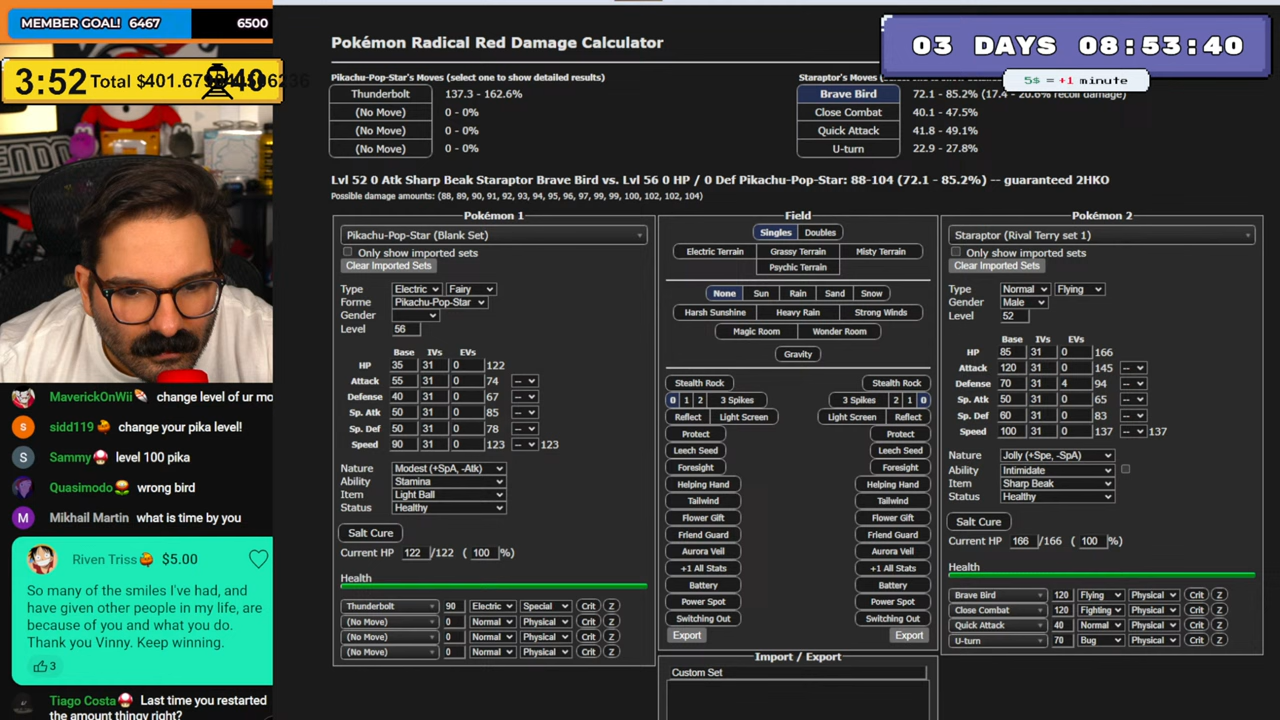 MEMBER GOAL! 6467 6500
3:52 Total $401.679
40
03 DAYS 08:53:40
5$ = +1 minute
Pokémon Radical Red Damage Calculator
Pikachu-Pop-Star's Moves (select one to show detailed results)
Thunderbolt 137.3 - 162.6%
(No Move) 0 - 0%
(No Move) 0 - 0%
(No Move) 0 - 0%
Staraptor's Moves
Brave Bird 72.1 - 85.2% (17.4 - 20.6% recoil damage)
Close Combat 40.1 - 47.5%
Quick Attack 41.8 - 49.1%
U-turn 22.9 - 27.8%
Lvl 52 0 Atk Sharp Beak Staraptor Brave Bird vs. Lvl 56 0 HP / 0 Def Pikachu-Pop-Star: 88-104 (72.1 - 85.2%) -- guaranteed 2HKO
Possible damage amounts: (88, 89, 90, 91, 92, 93, 94, 95, 96, 97, 99, 99, 100, 102, 102, 104)
Pokémon 1
Pikachu-Pop-Star (Blank Set)
Only show imported sets
Clear Imported Sets
Type Electric Fairy
Forme Pikachu-Pop-Star
Gender
Level 56
Base IVs EVs
HP 35 31 0 122
Attack 55 31 0 74 --
Defense 40 31 0 67 --
Sp. Atk 50 31 0 85 --
Sp. Def 50 31 0 78 --
Speed 90 31 0 123 -- 123
Nature Modest (+SpA, -Atk)
Ability Stamina
Item Light Ball
Status Healthy
Salt Cure
Current HP 122 /122 ( 100 %)
Health
Thunderbolt 90 Electric Special Crit Z
(No Move) 0 Normal Physical Crit Z
(No Move) 0 Normal Physical Crit Z
(No Move) 0 Normal Physical Crit Z
Field
Singles Doubles
Electric Terrain Grassy Terrain Misty Terrain
Psychic Terrain
None Sun Rain Sand Snow
Harsh Sunshine Heavy Rain Strong Winds
Magic Room Wonder Room
Gravity
Stealth Rock Stealth Rock
0 1 2 3 Spikes 3 Spikes 2 1 0
Reflect Light Screen Light Screen Reflect
Protect Protect
Leech Seed Leech Seed
Foresight Foresight
Helping Hand Helping Hand
Tailwind Tailwind
Flower Gift Flower Gift
Friend Guard Friend Guard
Aurora Veil Aurora Veil
+1 All Stats +1 All Stats
Battery Battery
Power Spot Power Spot
Switching Out Switching Out
Export Export
Import / Export
Custom Set
Pokémon 2
Staraptor (Rival Terry set 1)
Only show imported sets
Clear Imported Sets
Type Normal Flying
Gender Male
Level 52
Base IVs EVs
HP 85 31 0 166
Attack 120 31 0 145 --
Defense 70 31 4 94 --
Sp. Atk 50 31 0 65 --
Sp. Def 60 31 0 83 --
Speed 100 31 0 137 -- 137
Nature Jolly (+Spe, -SpA)
Ability Intimidate
Item Sharp Beak
Status Healthy
Salt Cure
Current HP 166 /166 ( 100 %)
Health
Brave Bird 120 Flying Physical Crit Z
Close Combat 120 Fighting Physical Crit Z
Quick Attack 40 Normal Physical Crit Z
U-turn 70 Bug Physical Crit Z
MaverickOnWii change level of ur mo
sidd119 change your pika level!
Sammy level 100 pika
Quasimodo wrong bird
Mikhail Martin what is time by you
Riven Triss $5.00
So many of the smiles I've had, and
have given other people in my life, are
because of you and what you do.
Thank you Vinny. Keep winning.
3
Tiago Costa Last time you restarted
the amount thingy right?